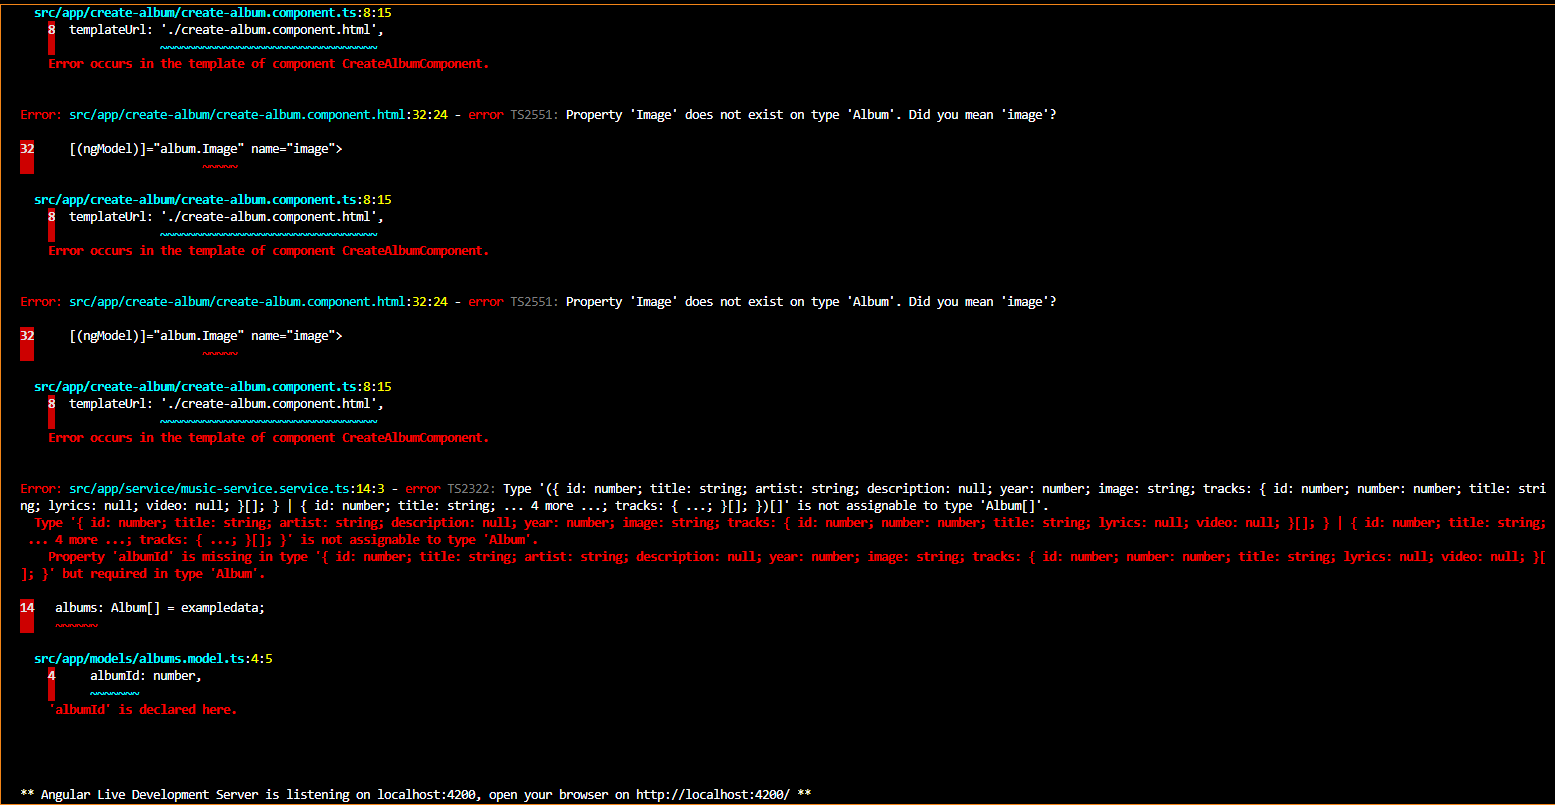 src/app/create-album/create-album.component.ts:8:15
8 templateUrl: './create-album.component.html',
~~~~~~~~~~~~~~~~~~~~~~~~~~~~~~~
Error occurs in the template of component CreateAlbumComponent.
Error: src/app/create-album/create-album.component.html:32:24 - error TS2551: Property 'Image' does not exist on type 'Album'. Did you mean 'image'?
32 [(ngModel)]="album.Image" name="image">
~~~~~
src/app/create-album/create-album.component.ts:8:15
8 templateUrl: './create-album.component.html',
~~~~~~~~~~~~~~~~~~~~~~~~~~~~~~~
Error occurs in the template of component CreateAlbumComponent.
Error: src/app/create-album/create-album.component.html:32:24 - error TS2551: Property 'Image' does not exist on type 'Album'. Did you mean 'image'?
32 [(ngModel)]="album.Image" name="image">
~~~~~
src/app/create-album/create-album.component.ts:8:15
8 templateUrl: './create-album.component.html',
~~~~~~~~~~~~~~~~~~~~~~~~~~~~~~~
Error occurs in the template of component CreateAlbumComponent.
Error: src/app/service/music-service.service.ts:14:3 - error TS2322: Type '({ id: number; title: string; artist: string; description: null; year: number; image: string; tracks: { id: number; number: number; title: stri
ng; lyrics: null; video: null; }[]; } | { id: number; title: string; ... 4 more ...; tracks: { ...; }[]; })[]' is not assignable to type 'Album[]'.
Type '{ id: number; title: string; artist: string; description: null; year: number; image: string; tracks: { id: number; number: number; title: string; lyrics: null; video: null; }[]; } | { id: number; title: string;
... 4 more ...; tracks: { ...; }[]; }' is not assignable to type 'Album'.
Property 'albumId' is missing in type '{ id: number; title: string; artist: string; description: null; year: number; image: string; tracks: { id: number; number: number; title: string; lyrics: null; video: null; }[
]; }' but required in type 'Album'.
14 albums: Album[] = exampledata;
~~~~~~
src/app/models/albums.model.ts:4:5
4 albumId: number,
~~~~~~~
'albumId' is declared here.
** Angular Live Development Server is listening on localhost:4200, open your browser on http://localhost:4200/ **